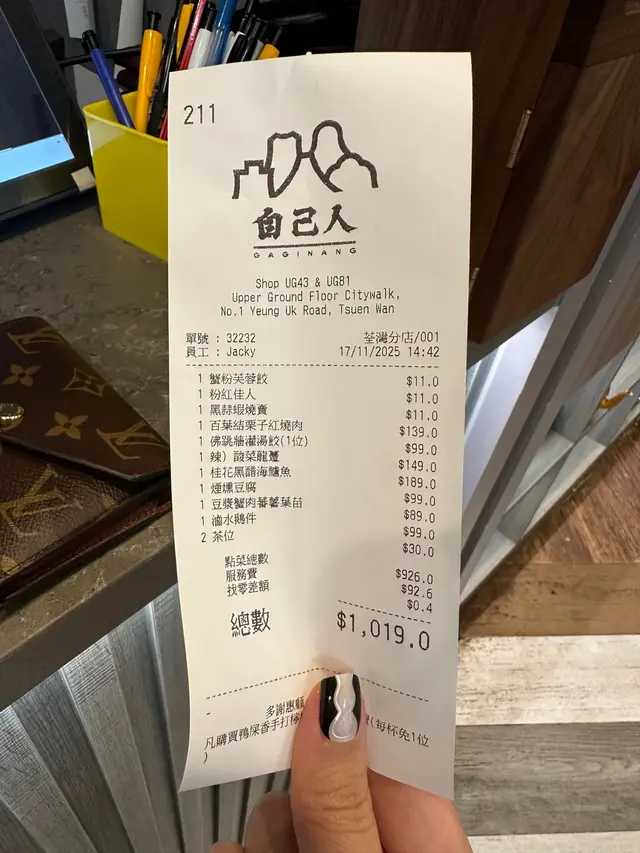 211
自己人
GAGINANG
Shop UG43 & UG81
Upper Ground Floor Citywalk,
No.1 Yeung Uk Road, Tsuen Wan
單號 : 32232 荃灣分店/001
員工 : Jacky 17/11/2025 14:42
1 蟹粉芙蓉餃 $11.0
1 粉紅佳人 $11.0
1 黑蒜蝦燒賣 $11.0
1 百葉結栗子紅燒肉 $139.0
1 佛跳牆灌湯餃(1位) $99.0
1 辣）酸菜龍躉 $149.0
1 桂花黑醋海鱸魚 $189.0
1 煙燻豆腐 $99.0
1 豆漿蟹肉蕃薯葉苗 $89.0
1 滷水鵝件 $99.0
2 茶位 $30.0
點菜總數 $926.0
服務費 $92.6
找零差額 $0.4
總數 $1,019.0
- 多謝惠顧
凡購買鴨屎香手打檸 (每杯免1位
)